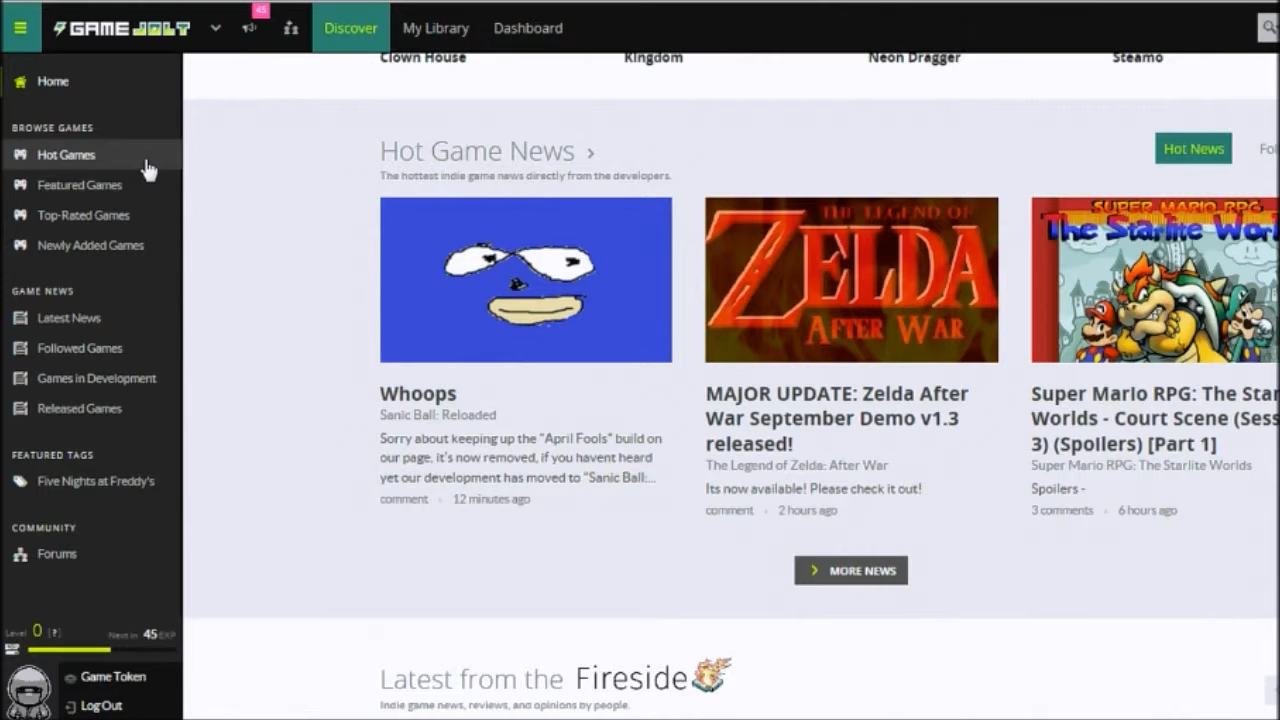 45
GAME JOLT
Discover
My Library
Dashboard
Home
BROWSE GAMES
Hot Games
Featured Games
Top-Rated Games
Newly Added Games
GAME NEWS
Latest News
Followed Games
Games in Development
Released Games
FEATURED TAGS
Five Nights at Freddy's
COMMUNITY
Forums
Level 0 [?]
Next in 45 EXP
Game Token
Log Out
Clown House
Kingdom
Neon Dragger
Steamo
Hot Game News
The hottest indie game news directly from the developers.
Hot News
Fol
Whoops
Sanic Ball: Reloaded
Sorry about keeping up the "April Fools" build on
our page, it's now removed, if you havent heard
yet our development has moved to "Sanic Ball:...
comment · 12 minutes ago
THE LEGEND OF
ZELDA
AFTER WAR
MAJOR UPDATE: Zelda After
War September Demo v1.3
released!
The Legend of Zelda: After War
Its now available! Please check it out!
comment · 2 hours ago
SUPER MARIO RPG
The Starlite Worl
Super Mario RPG: The Star
Worlds - Court Scene (Sess
3) (Spoilers) [Part 1]
Super Mario RPG: The Starlite Worlds
Spoilers -
3 comments · 6 hours ago
MORE NEWS
Latest from the Fireside
Indie game news, reviews, and opinions by people.